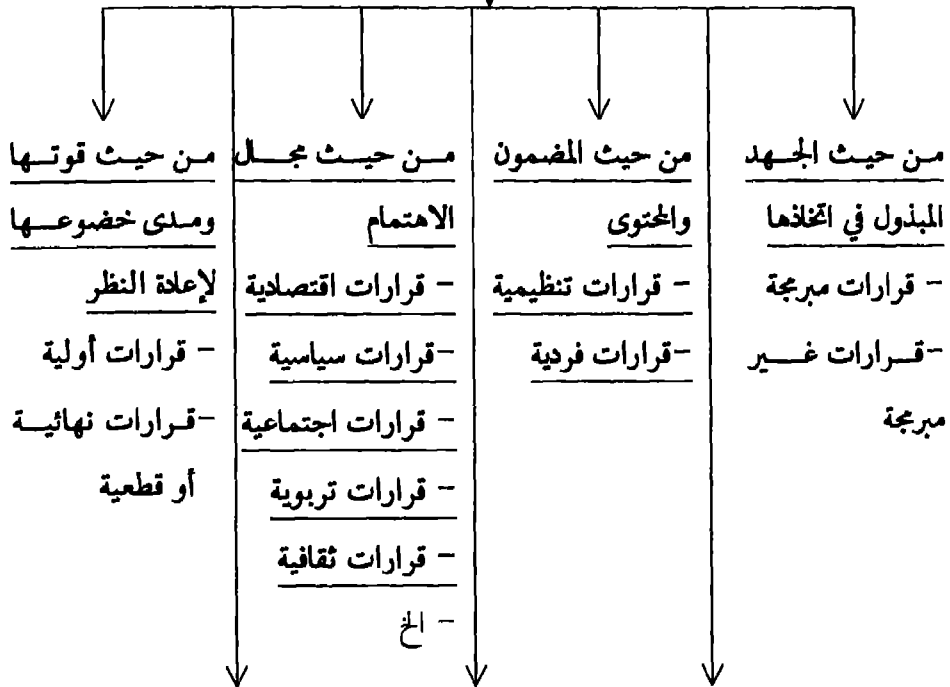 من حيث الجهد
المبذول في اتخاذها
- قرارات مبرمجة
-قرارات غير
مبرمجة
من حيث المضمون
والمحتوى
- قرارات تنظيمية
-قرارات فردية
من حيث مجال
الاهتمام
- قرارات اقتصادية
-قرارات سياسية
- قرارات اجتماعية
- قرارات تربوية
- قرارات ثقافية
- الخ
من حيث قوتها
ومدى خضوعها
لإعادة النظر
- قرارات أولية
-قرارات نهائية
أو قطعية